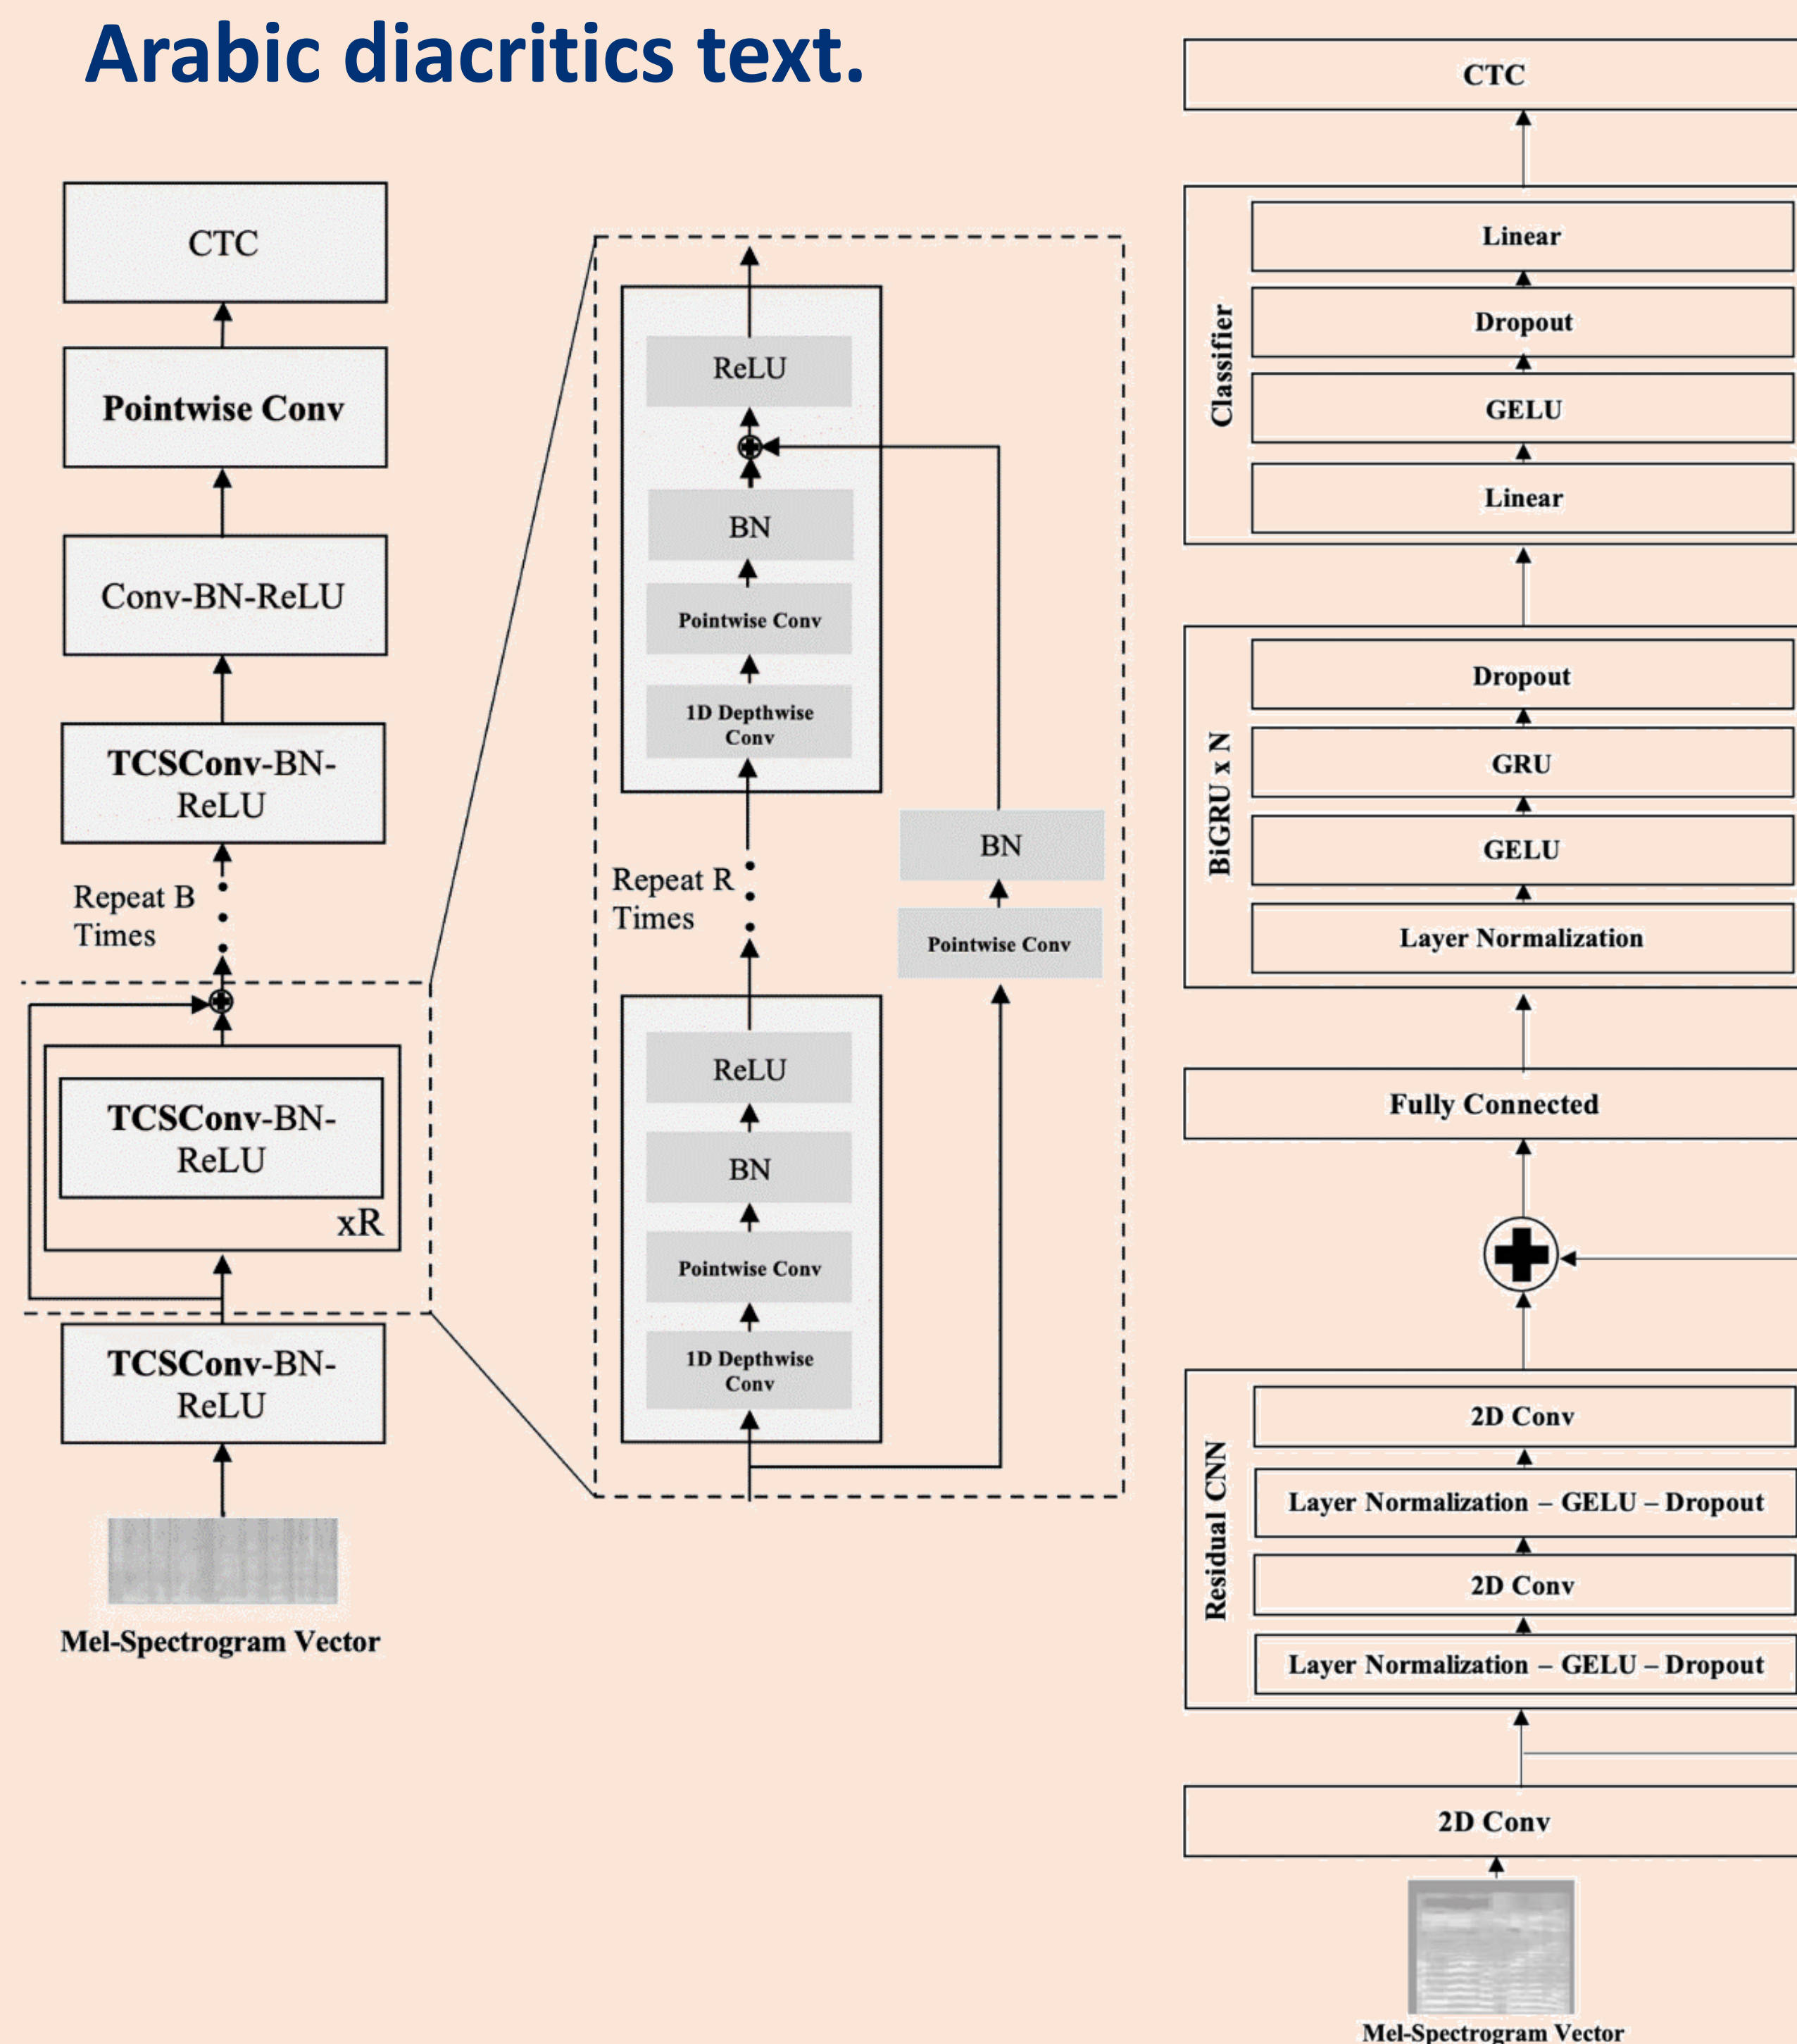 Arabic diacritics text.
CTC
Pointwise Conv
Conv-BN-ReLU
TCSConv-BN-
ReLU
Repeat B
Times
TCSConv-BN-
ReLU
xR
TCSConv-BN-
ReLU
Mel-Spectrogram Vector
ReLU
BN
Pointwise Conv
1D Depthwise
Conv
Repeat R
Times
BN
Pointwise Conv
ReLU
BN
Pointwise Conv
1D Depthwise
Conv
CTC
Classifier
Linear
Dropout
GELU
Linear
BiGRU x N
Dropout
GRU
GELU
Layer Normalization
Fully Connected
Residual CNN
2D Conv
Layer Normalization – GELU – Dropout
2D Conv
Layer Normalization – GELU – Dropout
2D Conv
Mel-Spectrogram Vector